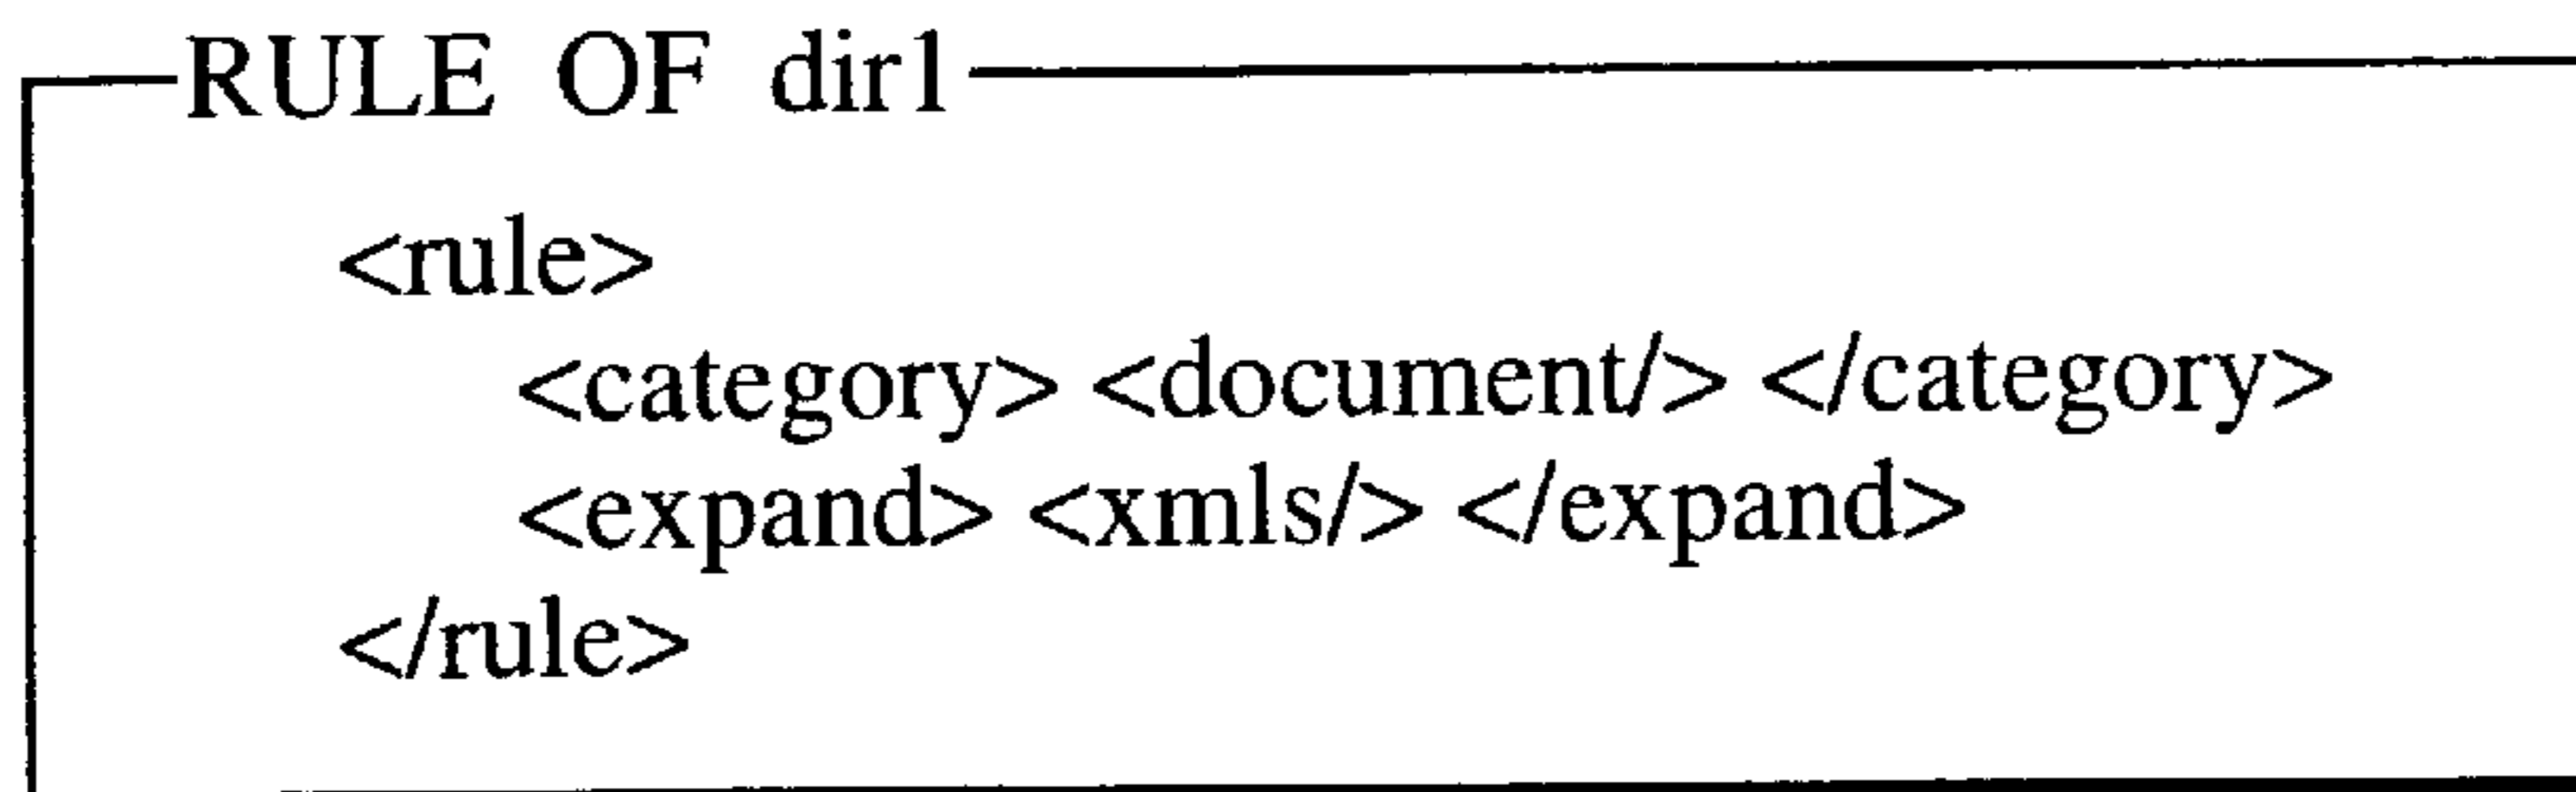 RULE OF dir1
<rule>
<category> <document/> </category>
<expand> <xmls/> </expand>
</rule>